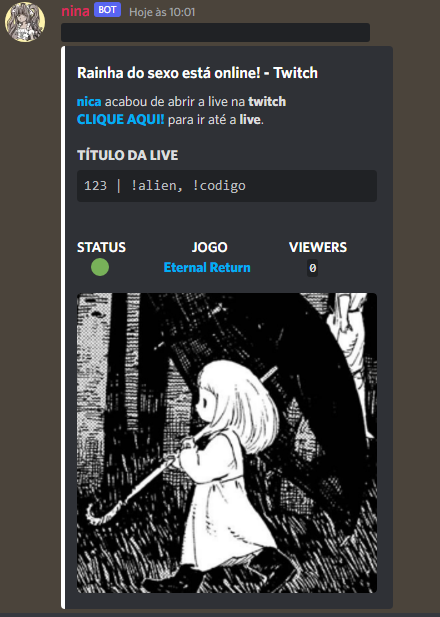 nina BOT Hoje às 10:01
Rainha do sexo está online! - Twitch
nica acabou de abrir a live na twitch
CLIQUE AQUI! para ir até a live.
TÍTULO DA LIVE
123 | !alien, !codigo
STATUS JOGO VIEWERS
Eternal Return 0